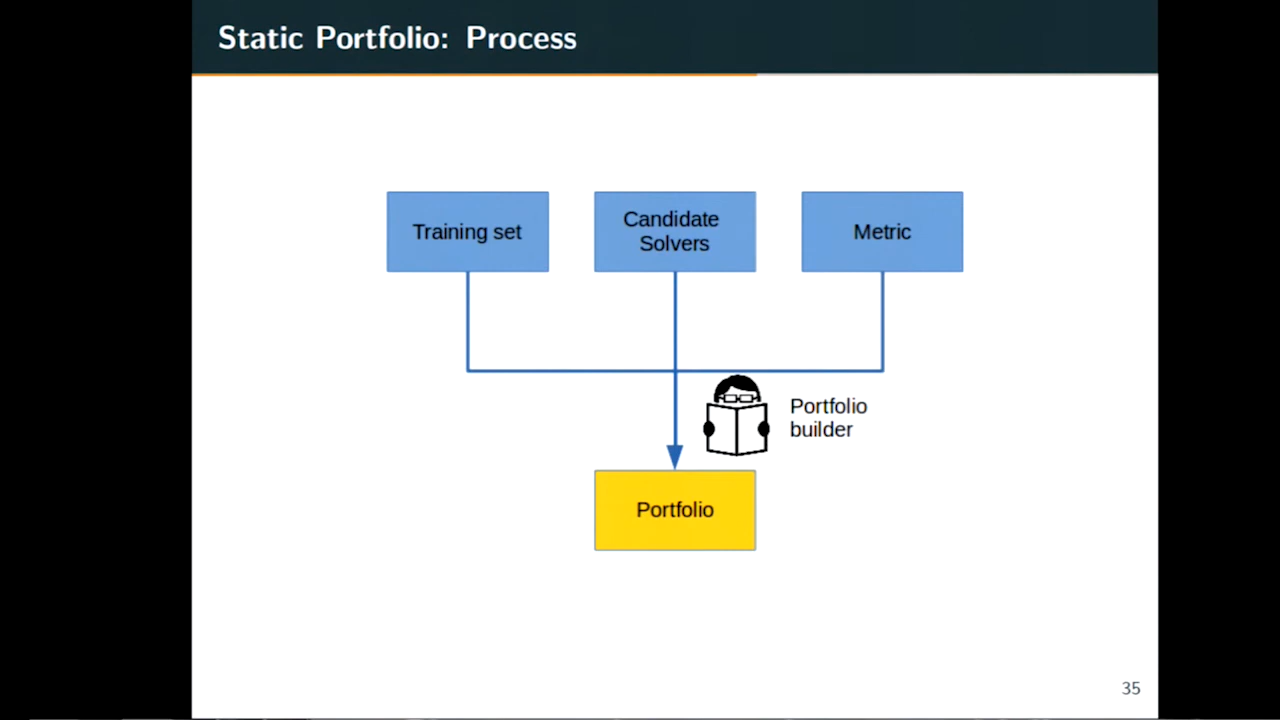 Static Portfolio: Process
Training set
Candidate
Solvers
Metric
Portfolio
builder
Portfolio
35